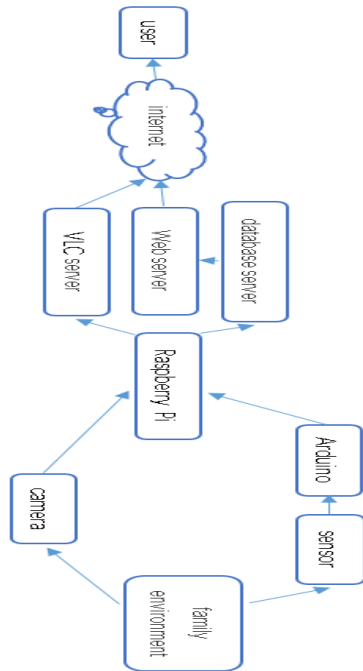 user
internet
VLC server
Web server
database server
Raspberry Pi
camera
Arduino
sensor
family
environment